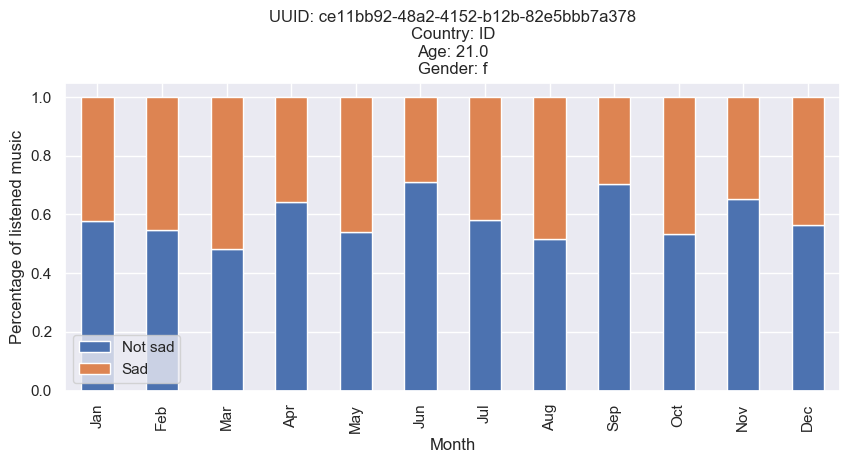 UUID: ce11bb92-48a2-4152-b12b-82e5bbb7a378
Country: ID
Age: 21.0
Gender: f
Percentage of listened music
1.0
0.8
0.6
0.4
0.2
0.0
Not sad
Sad
Jan
Feb
Mar
Apr
May
Jun
Jul
Aug
Sep
Oct
Nov
Dec
Month